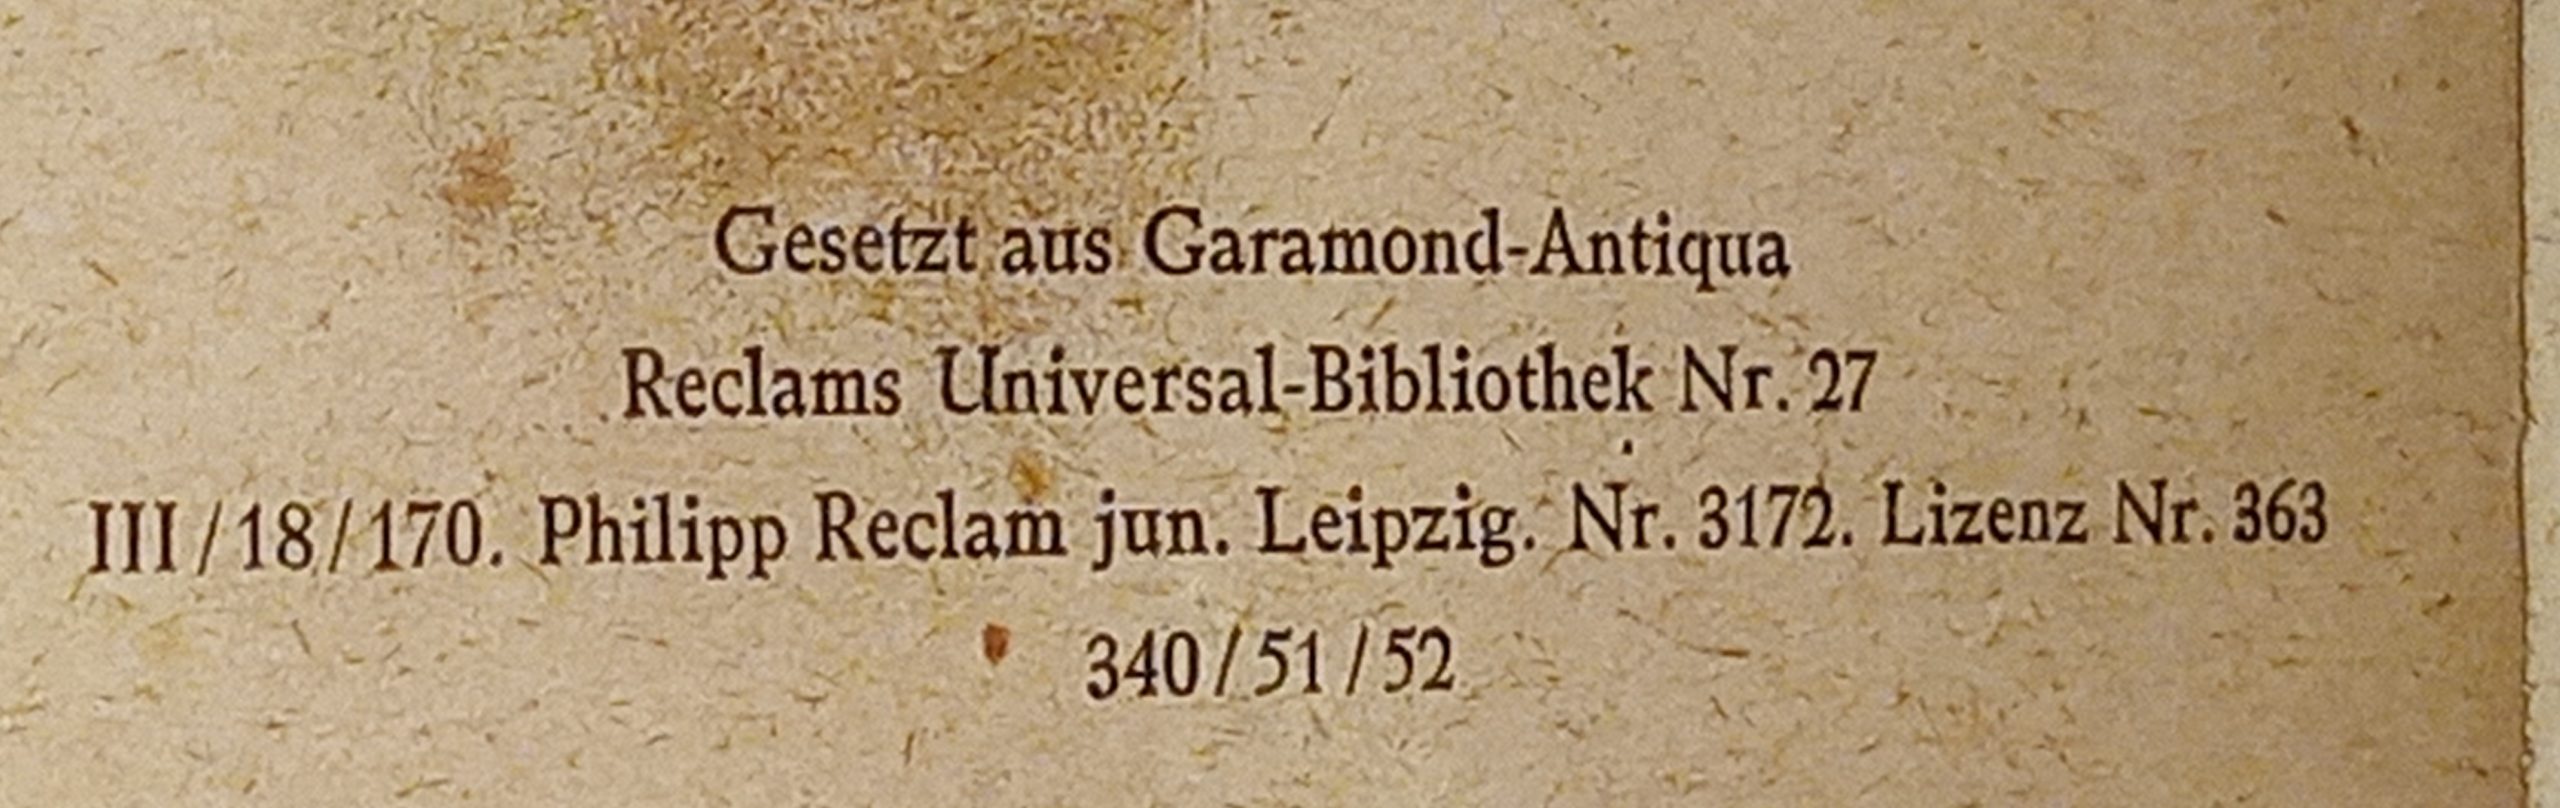 Gesetzt aus Garamond-Antiqua
Reclams Universal-Bibliothek Nr. 27
III/18/170. Philipp Reclam jun. Leipzig. Nr. 3172. Lizenz Nr. 363
340/51/52